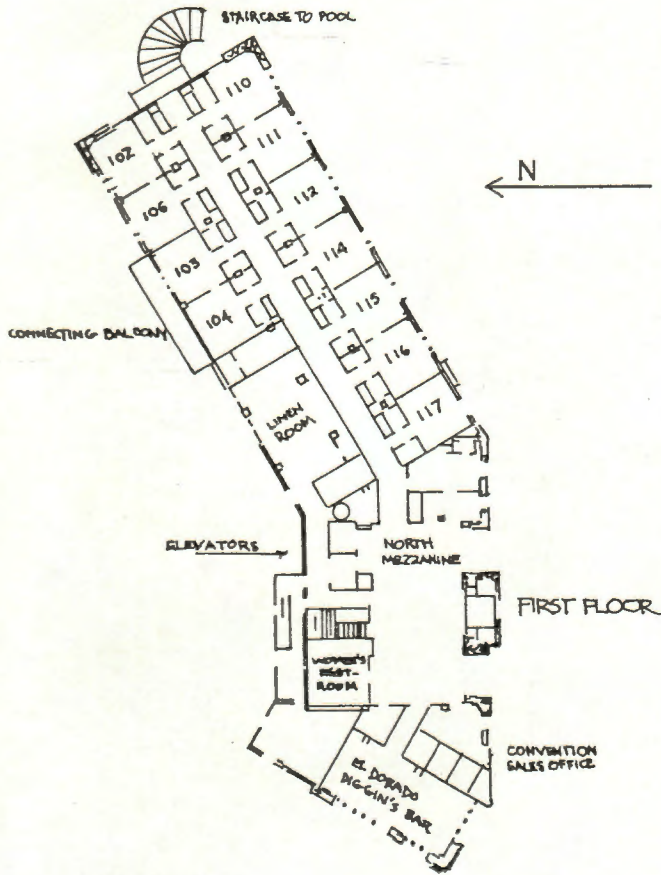 STAIRCASE TO POOL
110
102
111
N
106
112
103
114
104
115
CONNECTING BALCONY
116
117
LINEN
ROOM
ELEVATORS
NORTH
MEZZANINE
FIRST FLOOR
WOMEN'S
REST-
ROOM
CONVENTION
SALES OFFICE
EL DORADO
DIGGIN'S BAR